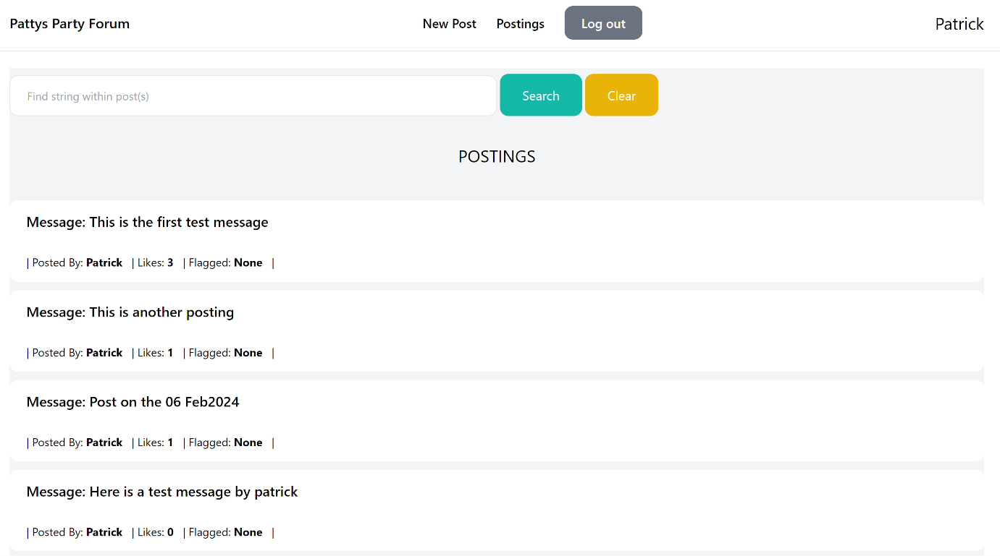 Pattys Party Forum New Post Postings Log out Patrick
Find string within post(s) Search Clear
POSTINGS
Message: This is the first test message
| Posted By: Patrick | Likes: 3 | Flagged: None |
Message: This is another posting
| Posted By: Patrick | Likes: 1 | Flagged: None |
Message: Post on the 06 Feb2024
| Posted By: Patrick | Likes: 1 | Flagged: None |
Message: Here is a test message by patrick
| Posted By: Patrick | Likes: 0 | Flagged: None |